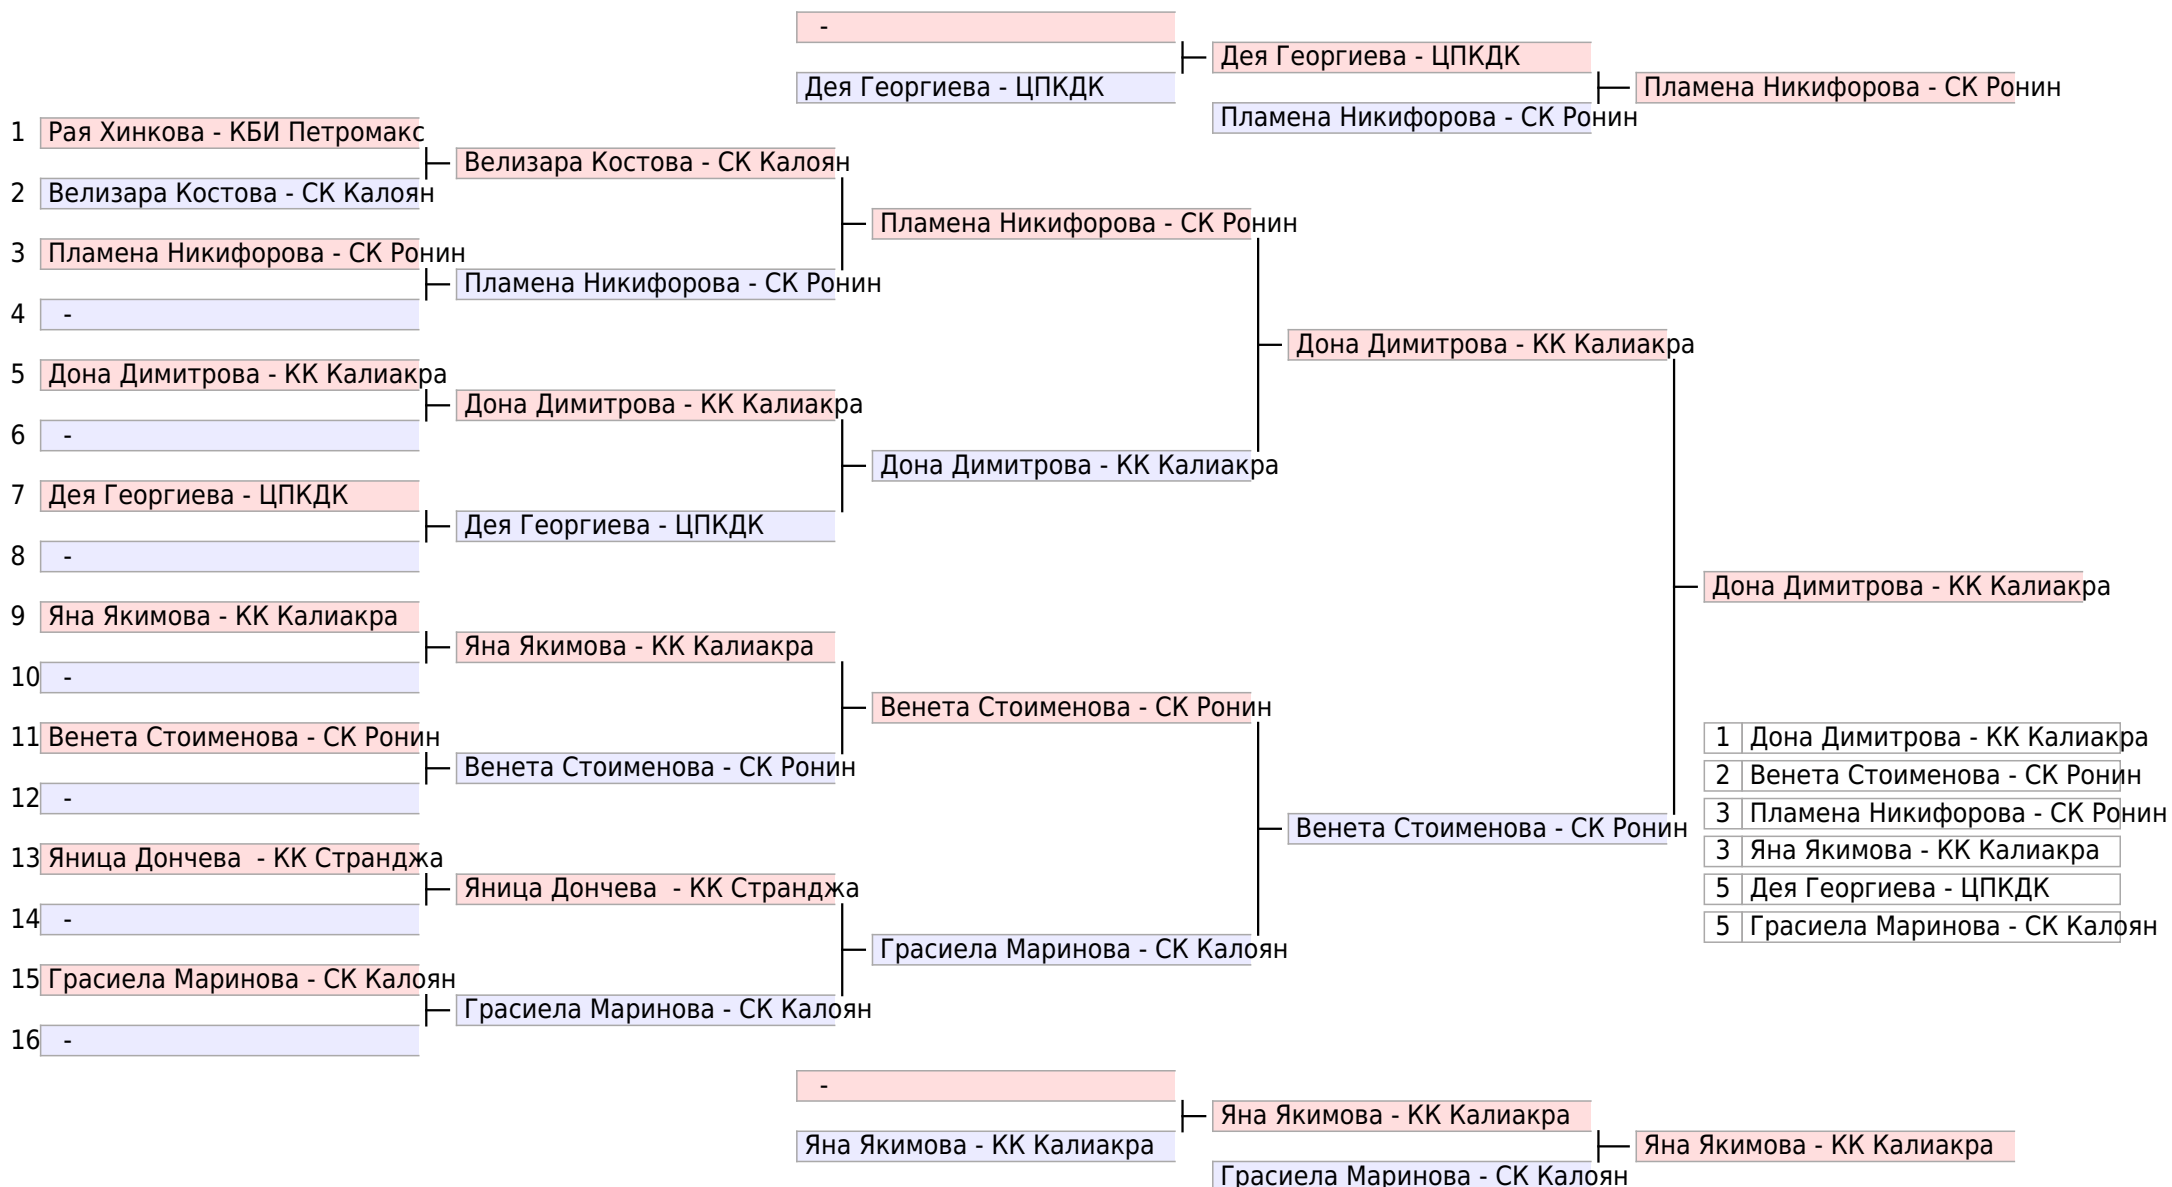 -
Дея Георгиева - ЦПКДК
Дея Георгиева - ЦПКДК
Пламена Никифорова - СК Ронин
Пламена Никифорова - СК Ронин
1 Рая Хинкова - КБИ Петромакс
Велизара Костова - СК Калоян
2 Велизара Костова - СК Калоян
Пламена Никифорова - СК Ронин
3 Пламена Никифорова - СК Ронин
Пламена Никифорова - СК Ронин
4 -
Дона Димитрова - КК Калиакра
5 Дона Димитрова - КК Калиакра
Дона Димитрова - КК Калиакра
6 -
Дона Димитрова - КК Калиакра
7 Дея Георгиева - ЦПКДК
Дея Георгиева - ЦПКДК
8 -
Дона Димитрова - КК Калиакра
9 Яна Якимова - КК Калиакра
Яна Якимова - КК Калиакра
10 -
Венета Стоименова - СК Ронин
11 Венета Стоименова - СК Ронин
Венета Стоименова - СК Ронин
12 -
Венета Стоименова - СК Ронин
13 Яница Дончева  - КК Странджа
Яница Дончева  - КК Странджа
14 -
Грасиела Маринова - СК Калоян
15 Грасиела Маринова - СК Калоян
Грасиела Маринова - СК Калоян
16 -
1 Дона Димитрова - КК Калиакра
2 Венета Стоименова - СК Ронин
3 Пламена Никифорова - СК Ронин
3 Яна Якимова - КК Калиакра
5 Дея Георгиева - ЦПКДК
5 Грасиела Маринова - СК Калоян
-
Яна Якимова - КК Калиакра
Яна Якимова - КК Калиакра
Яна Якимова - КК Калиакра
Грасиела Маринова - СК Калоян